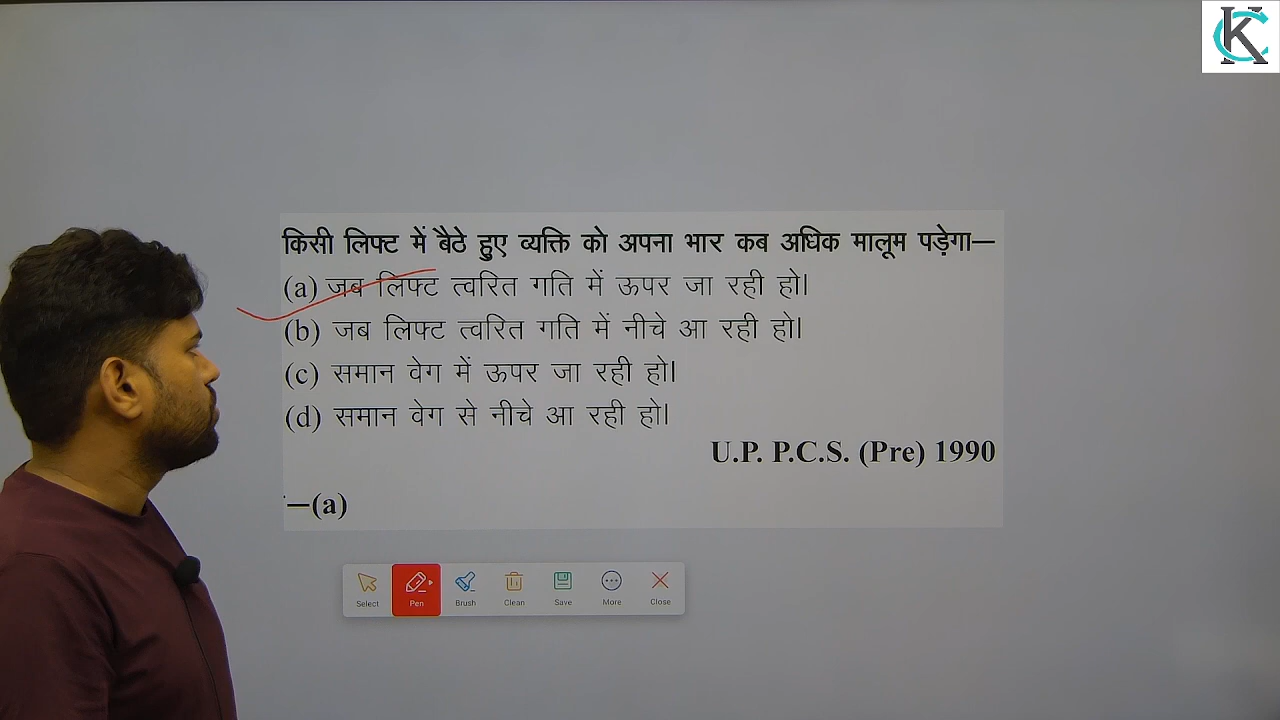 किसी लिफ्ट में बैठे हुए व्यक्ति को अपना भार कब अधिक मालूम पड़ेगा—
(a) जब लिफ्ट त्वरित गति में ऊपर जा रही हो।
(b) जब लिफ्ट त्वरित गति में नीचे आ रही हो।
(c) समान वेग में ऊपर जा रही हो।
(d) समान वेग से नीचे आ रही हो।
U.P. P.C.S. (Pre) 1990
—(a)
Select Pen Brush Clean Save More Close
KC